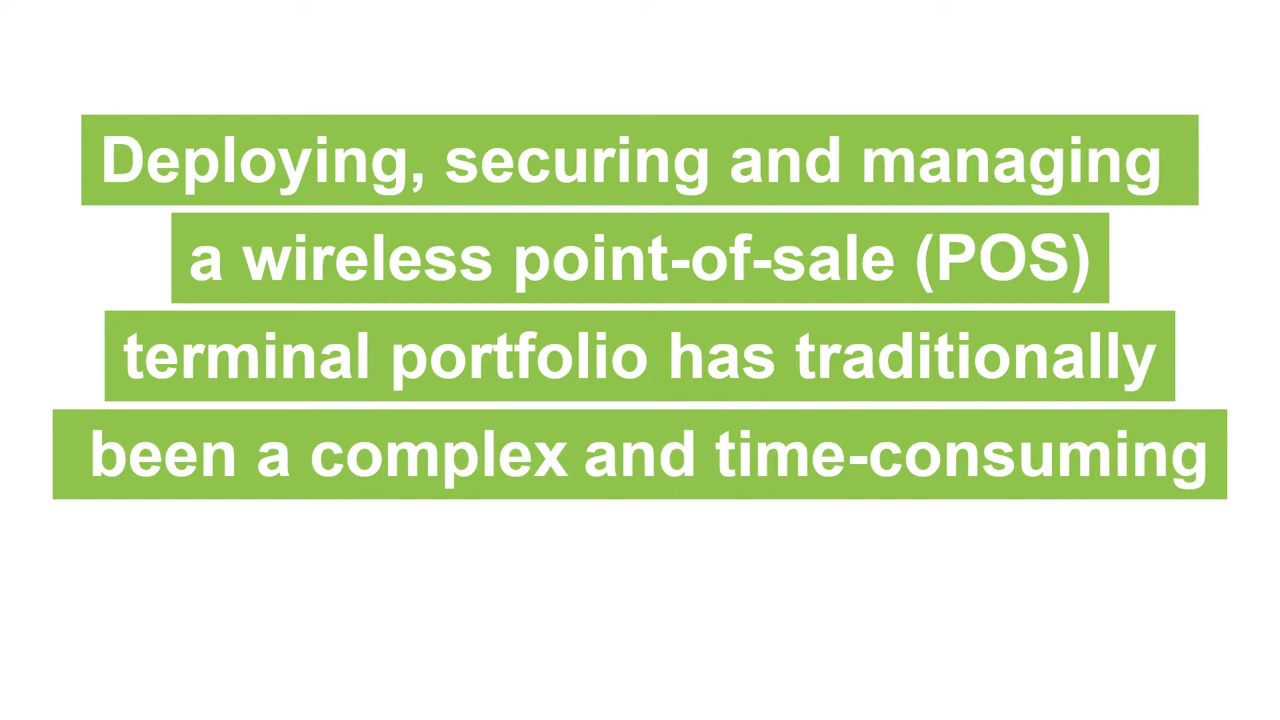 Deploying, securing and managing
a wireless point-of-sale (POS)
terminal portfolio has traditionally
been a complex and time-consuming